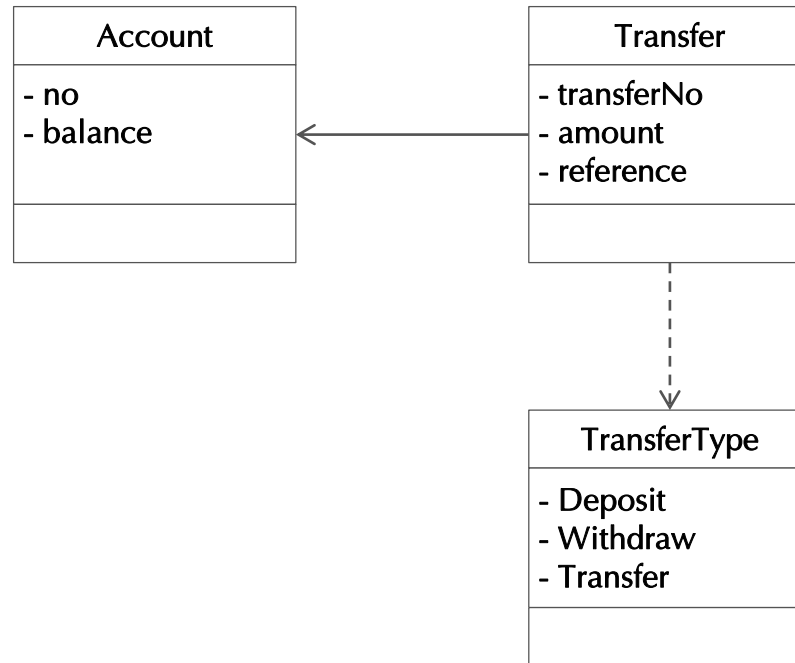 Account
- no
- balance
Transfer
- transferNo
- amount
- reference
TransferType
- Deposit
- Withdraw
- Transfer